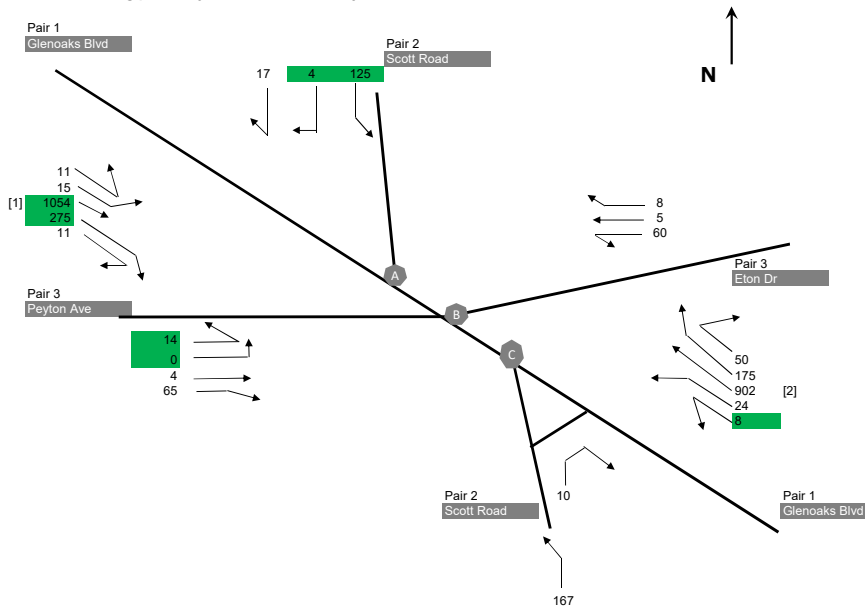 Pair 1
Glenoaks Blvd
Pair 2
Scott Road
17 4 125
N
11
15
[1] 1054
275
11
8
5
60
A
Pair 3
Eton Dr
Pair 3
Peyton Ave
B
14
0
4
65
C
50
175
902 [2]
24
8
10
Pair 2
Scott Road
Pair 1
Glenoaks Blvd
167